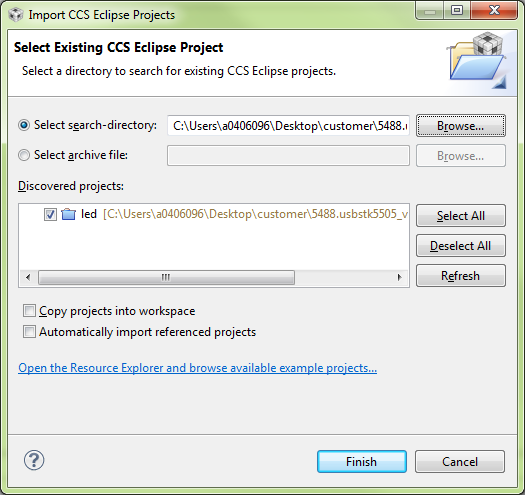 Import CCS Eclipse Projects
Select Existing CCS Eclipse Project
Select a directory to search for existing CCS Eclipse projects.
Select search-directory: C:\Users\a0406096\Desktop\customer\5488.u Browse...
Select archive file: Browse...
Discovered projects:
led [C:\Users\a0406096\Desktop\customer\5488.usbstk5505_v Select All
Deselect All
Refresh
Copy projects into workspace
Automatically import referenced projects
Open the Resource Explorer and browse available example projects...
? Finish Cancel